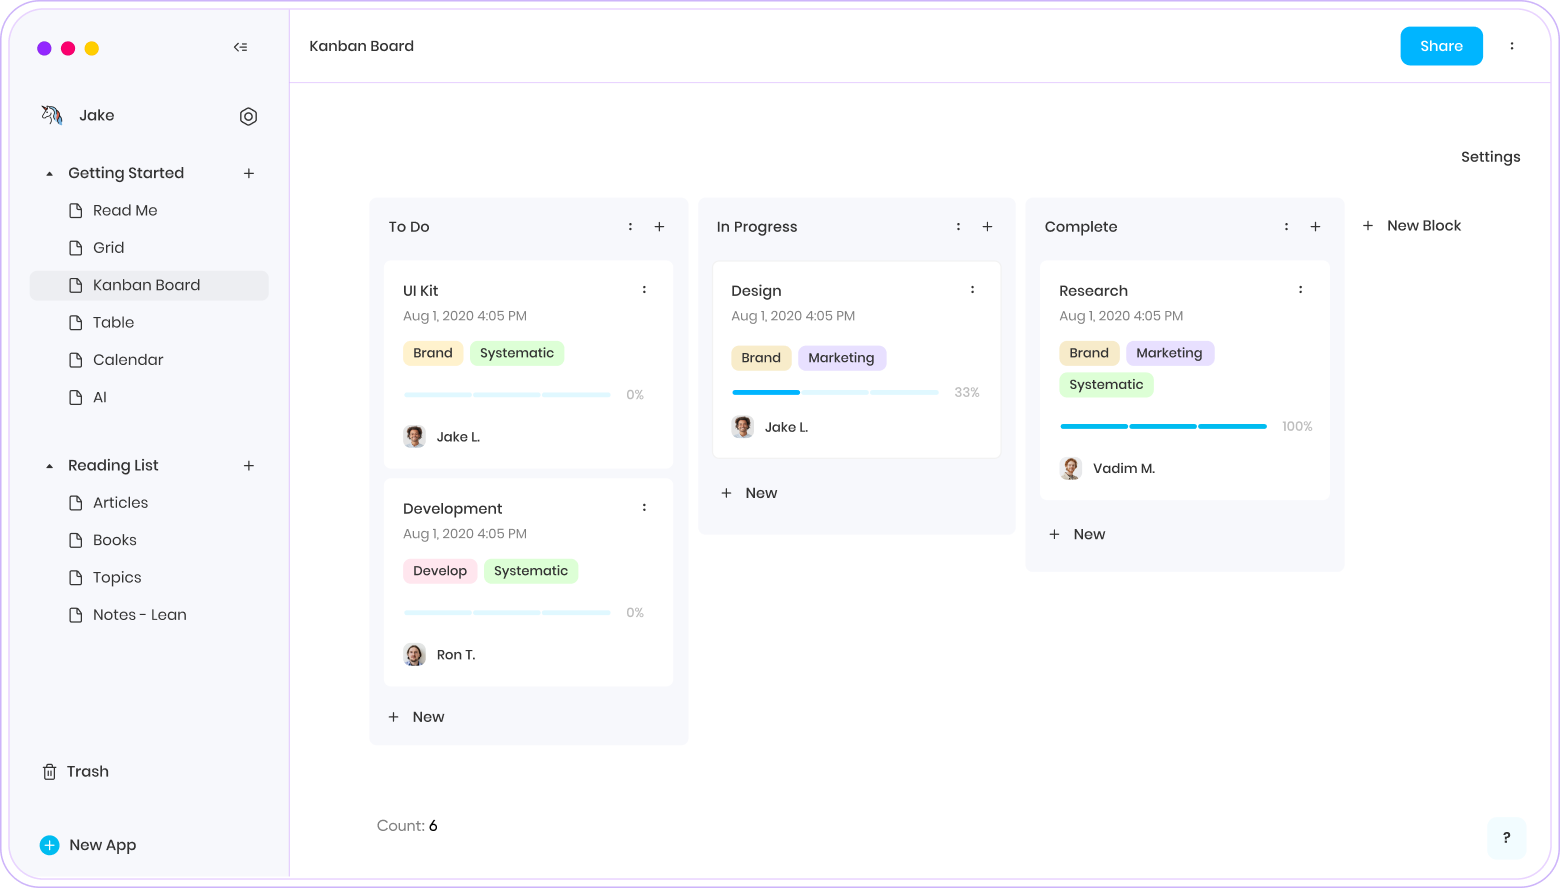 Jake
Getting Started
Read Me
Grid
Kanban Board
Table
Calendar
AI
Reading List
Articles
Books
Topics
Notes - Lean
Trash
New App
Kanban Board
Share
Settings
To Do
UI Kit
Aug 1, 2020 4:05 PM
Brand Systematic
0%
Jake L.
Development
Aug 1, 2020 4:05 PM
Develop Systematic
0%
Ron T.
+ New
In Progress
Design
Aug 1, 2020 4:05 PM
Brand Marketing
33%
Jake L.
+ New
Complete
Research
Aug 1, 2020 4:05 PM
Brand Marketing
Systematic
100%
Vadim M.
+ New
+ New Block
Count: 6
?